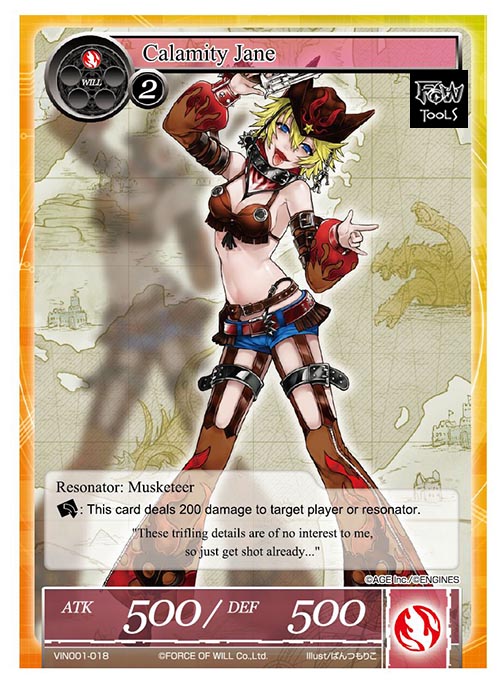 Calamity Jane
WILL
2
FOW
TOOLS
Resonator: Musketeer
: This card deals 200 damage to target player or resonator.
"These trifling details are of no interest to me,
so just get shot already..."
©AGE Inc./©ENGINES
ATK 500/ DEF 500
VIN001-018 ©FORCE OF WILL Co.,Ltd. Illust/ぱんつもりこ